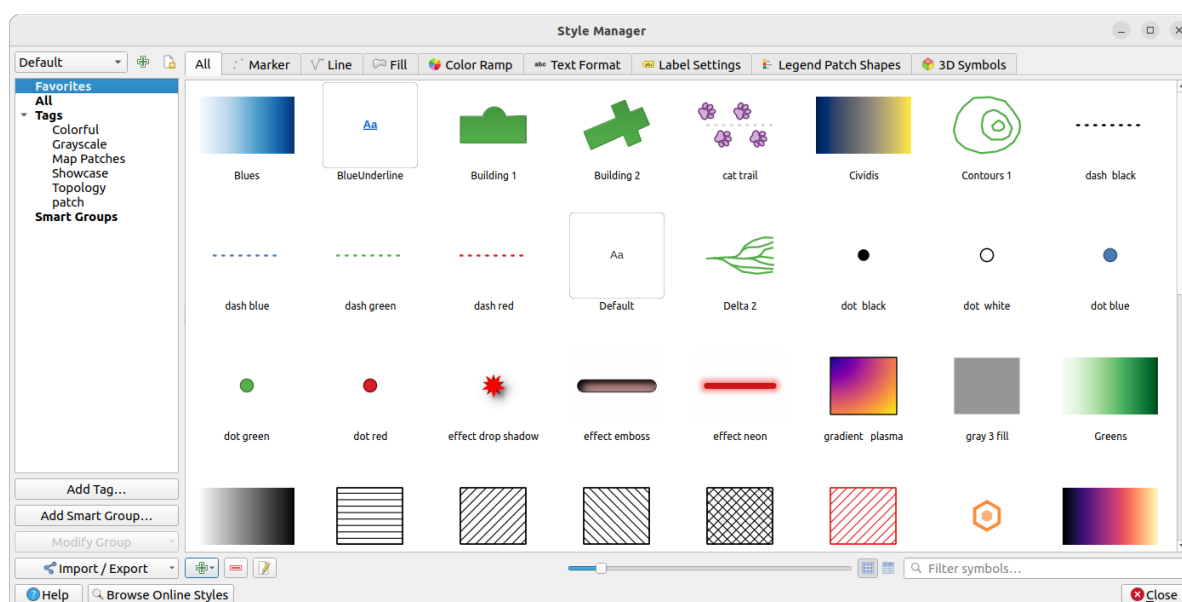 Style Manager
Default
All
Marker
Line
Fill
Color Ramp
abc Text Format
abc Label Settings
Legend Patch Shapes
3D Symbols
Favorites
All
Tags
Colorful
Grayscale
Map Patches
Showcase
Topology
patch
Smart Groups
Aa
Blues
BlueUnderline
Building 1
Building 2
cat trail
Cividis
Contours 1
dash black
Aa
dash blue
dash green
dash red
Default
Delta 2
dot black
dot white
dot blue
dot green
dot red
effect drop shadow
effect emboss
effect neon
gradient plasma
gray 3 fill
Greens
Add Tag...
Add Smart Group...
Modify Group
Import / Export
Filter symbols...
Help
Browse Online Styles
Close